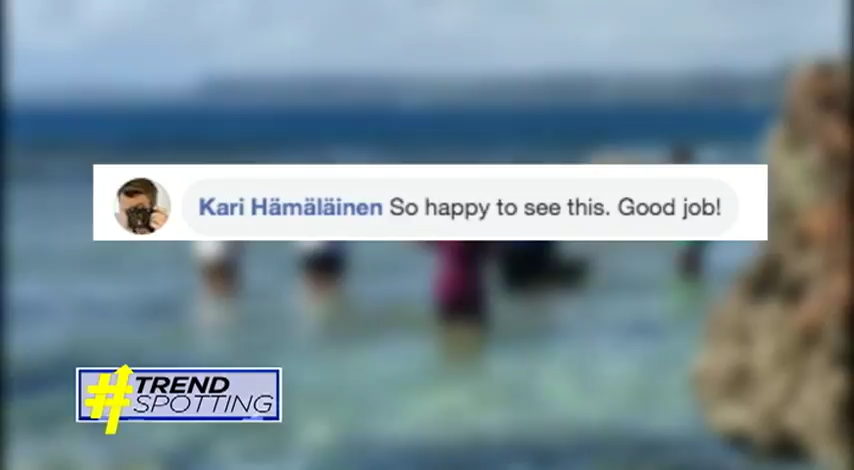 Kari Hämäläinen So happy to see this. Good job!
#TREND
SPOTTING